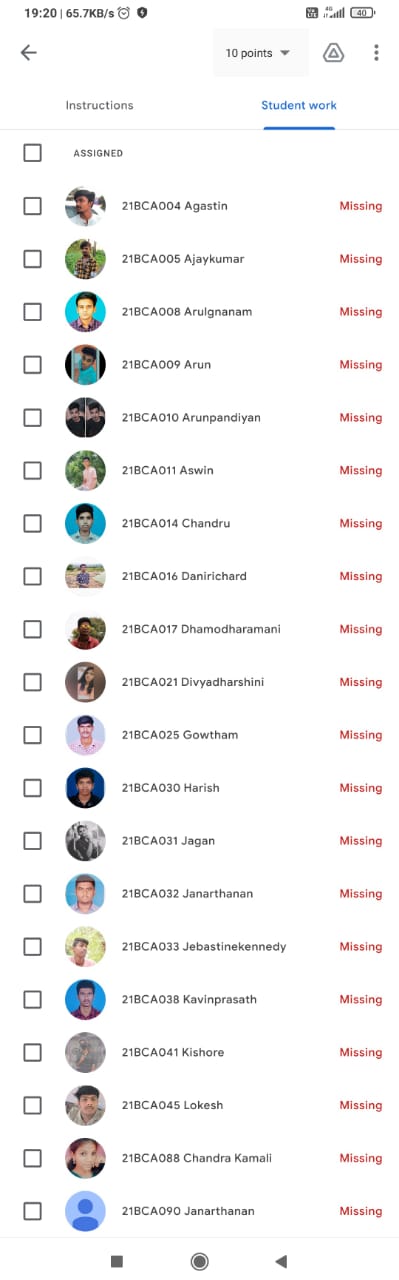 19:20 | 65.7KB/s
Vo LTE 4G 40
10 points
Instructions Student work
ASSIGNED
21BCA004 Agastin Missing
21BCA005 Ajaykumar Missing
21BCA008 Arulgnanam Missing
21BCA009 Arun Missing
21BCA010 Arunpandiyan Missing
21BCA011 Aswin Missing
21BCA014 Chandru Missing
21BCA016 Danirichard Missing
21BCA017 Dhamodharamani Missing
21BCA021 Divyadharshini Missing
21BCA025 Gowtham Missing
21BCA030 Harish Missing
21BCA031 Jagan Missing
21BCA032 Janarthanan Missing
21BCA033 Jebastinekennedy Missing
21BCA038 Kavinprasath Missing
21BCA041 Kishore Missing
21BCA045 Lokesh Missing
21BCA088 Chandra Kamali Missing
21BCA090 Janarthanan Missing